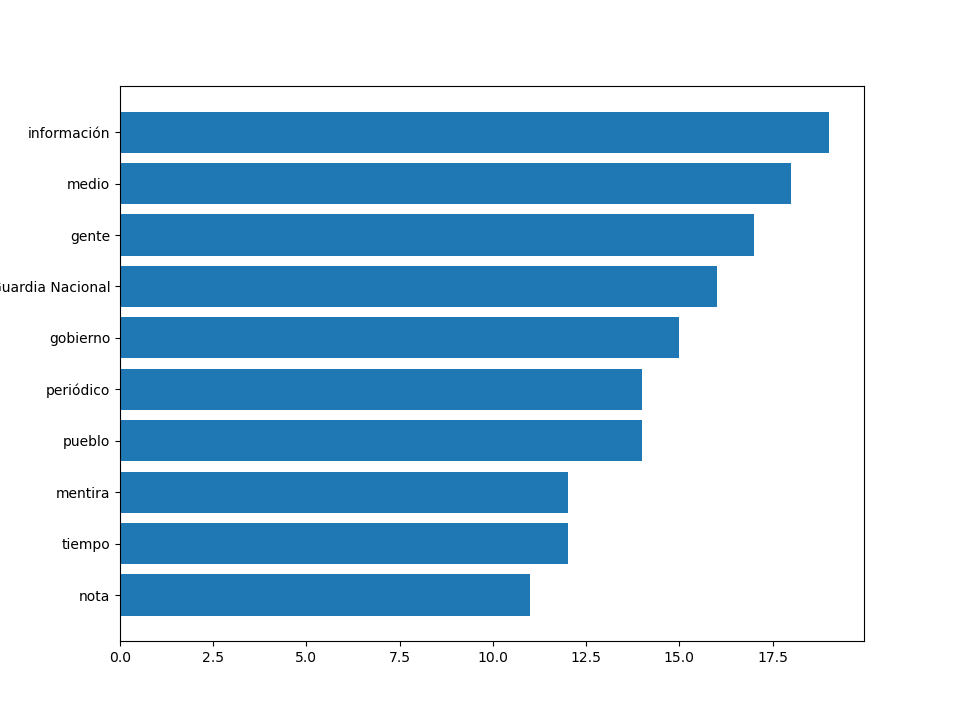 información
medio
gente
uardia Nacional
gobierno
periódico
pueblo
mentira
tiempo
nota
0.0 2.5 5.0 7.5 10.0 12.5 15.0 17.5